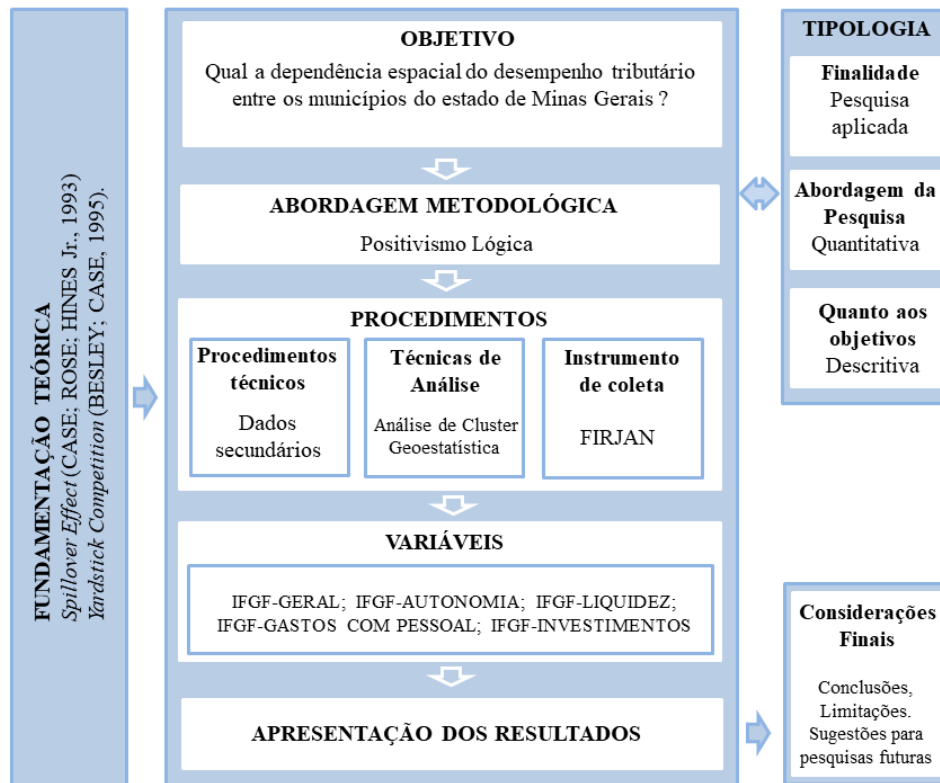 FUNDAMENTAÇÃO TEÓRICA
Spillover Effect (CASE; ROSE; HINES Jr., 1993)
Yardstick Competition (BESLEY; CASE, 1995).
OBJETIVO
Qual a dependência espacial do desempenho tributário
entre os municípios do estado de Minas Gerais ?
ABORDAGEM METODOLÓGICA
Positivismo Lógica
PROCEDIMENTOS
Procedimentos
técnicos
Dados
secundários
Técnicas de
Análise
Análise de Cluster
Geoestatística
Instrumento
de coleta
FIRJAN
VARIÁVEIS
IFGF-GERAL; IFGF-AUTONOMIA; IFGF-LIQUIDEZ;
IFGF-GASTOS COM PESSOAL; IFGF-INVESTIMENTOS
APRESENTAÇÃO DOS RESULTADOS
TIPOLOGIA
Finalidade
Pesquisa
aplicada
Abordagem da
Pesquisa
Quantitativa
Quanto aos
objetivos
Descritiva
Considerações
Finais
Conclusões,
Limitações.
Sugestões para
pesquisas futuras